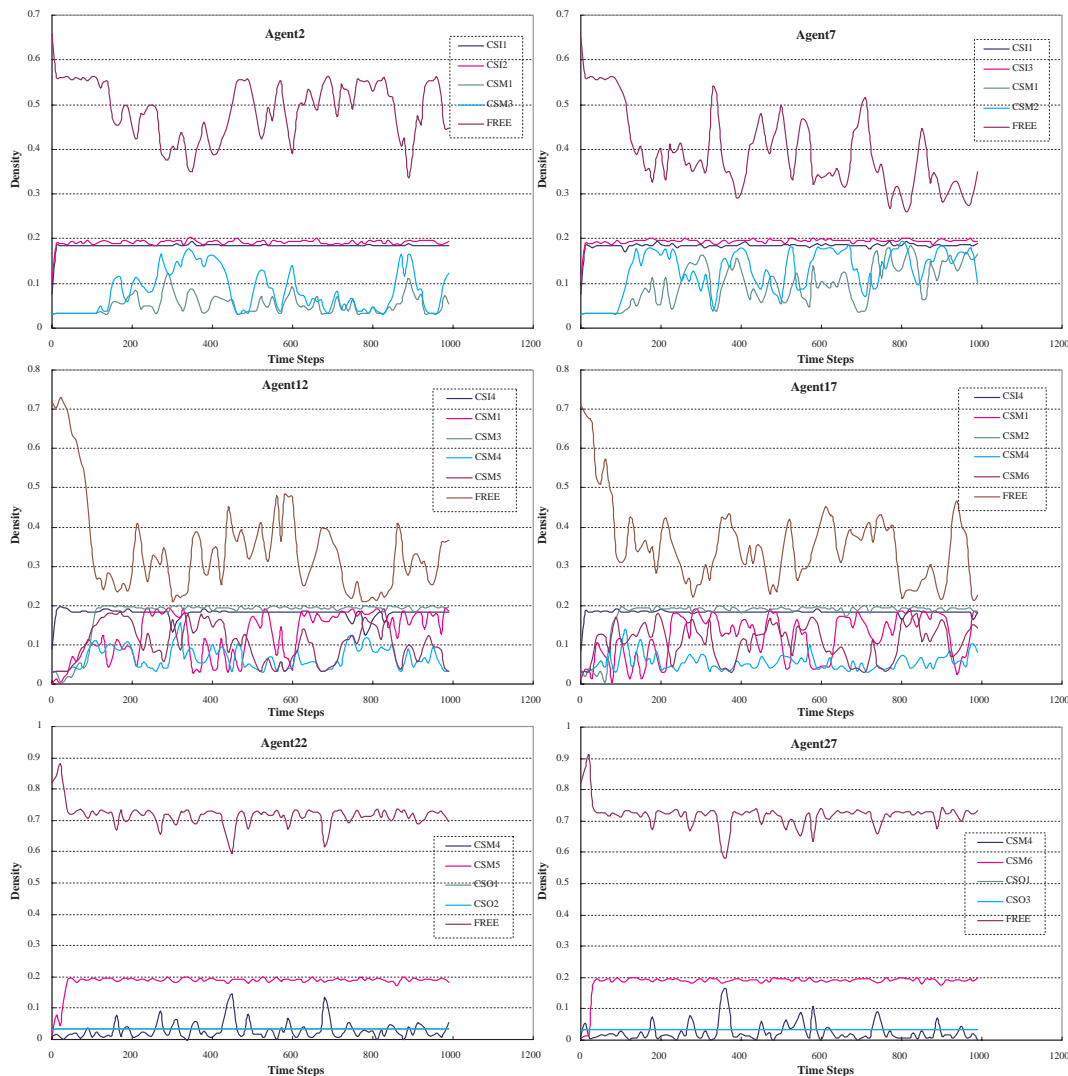 Agent2
0.7
0.6
0.5
0.4
0.3
0.2
0.1
0
Density
CSI1
CSI2
CSM1
CSM3
FREE
0 200 400 600 800 1000 1200
Time Steps
Agent7
0.7
0.6
0.5
0.4
0.3
0.2
0.1
0
Density
CSI1
CSI3
CSM1
CSM2
FREE
0 200 400 600 800 1000 1200
Time Steps
Agent12
0.8
0.7
0.6
0.5
0.4
0.3
0.2
0.1
0
Density
CSI4
CSM1
CSM3
CSM4
CSM5
FREE
0 200 400 600 800 1000 1200
Time Steps
Agent17
0.8
0.7
0.6
0.5
0.4
0.3
0.2
0.1
0
Density
CSI4
CSM1
CSM2
CSM4
CSM6
FREE
0 200 400 600 800 1000 1200
Time Steps
Agent22
1
0.9
0.8
0.7
0.6
0.5
0.4
0.3
0.2
0.1
0
Density
CSM4
CSM5
CSO1
CSO2
FREE
0 200 400 600 800 1000 1200
Time Steps
Agent27
1
0.9
0.8
0.7
0.6
0.5
0.4
0.3
0.2
0.1
0
Density
CSM4
CSM6
CSO1
CSO3
FREE
0 200 400 600 800 1000 1200
Time Steps